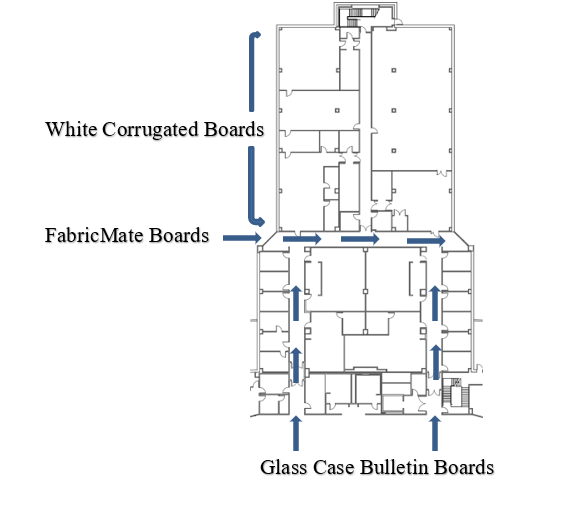 White Corrugated Boards
FabricMate Boards
Glass Case Bulletin Boards